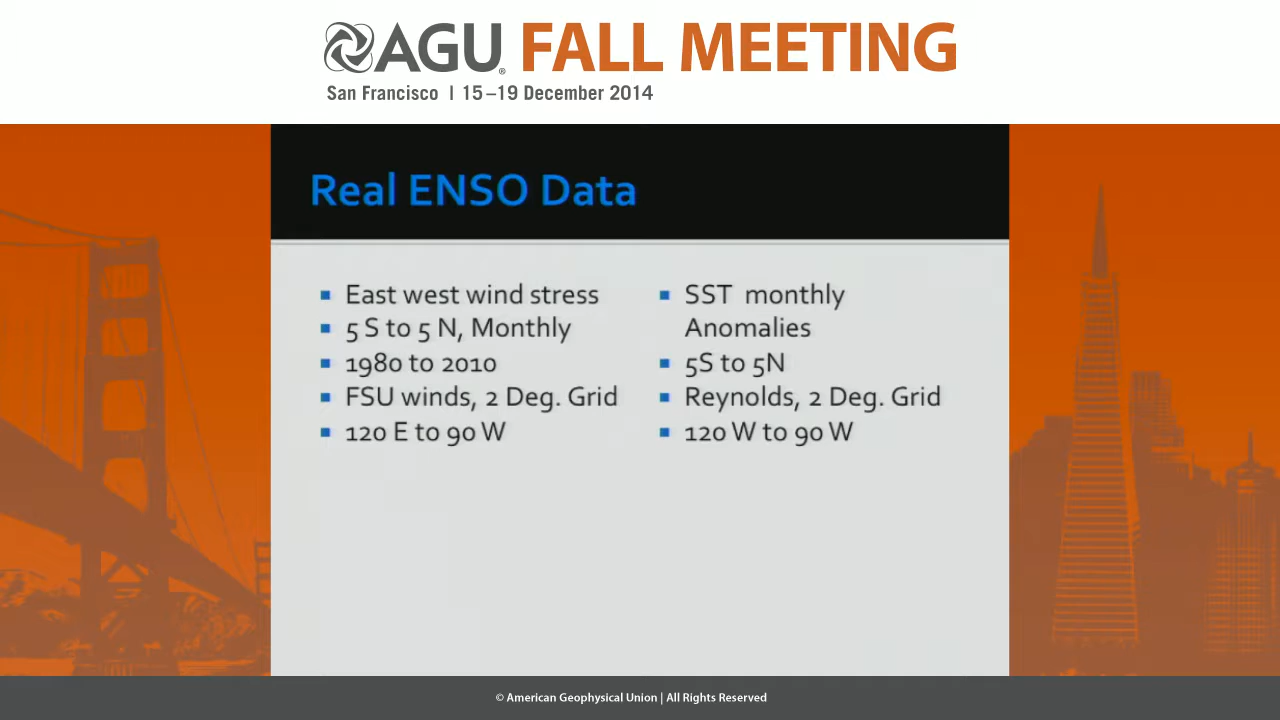 AGU® FALL MEETING
San Francisco | 15–19 December 2014
Real ENSO Data
East west wind stress
5 S to 5 N, Monthly
1980 to 2010
FSU winds, 2 Deg. Grid
120 E to 90 W
SST monthly
Anomalies
5S to 5N
Reynolds, 2 Deg. Grid
120 W to 90 W
© American Geophysical Union | All Rights Reserved